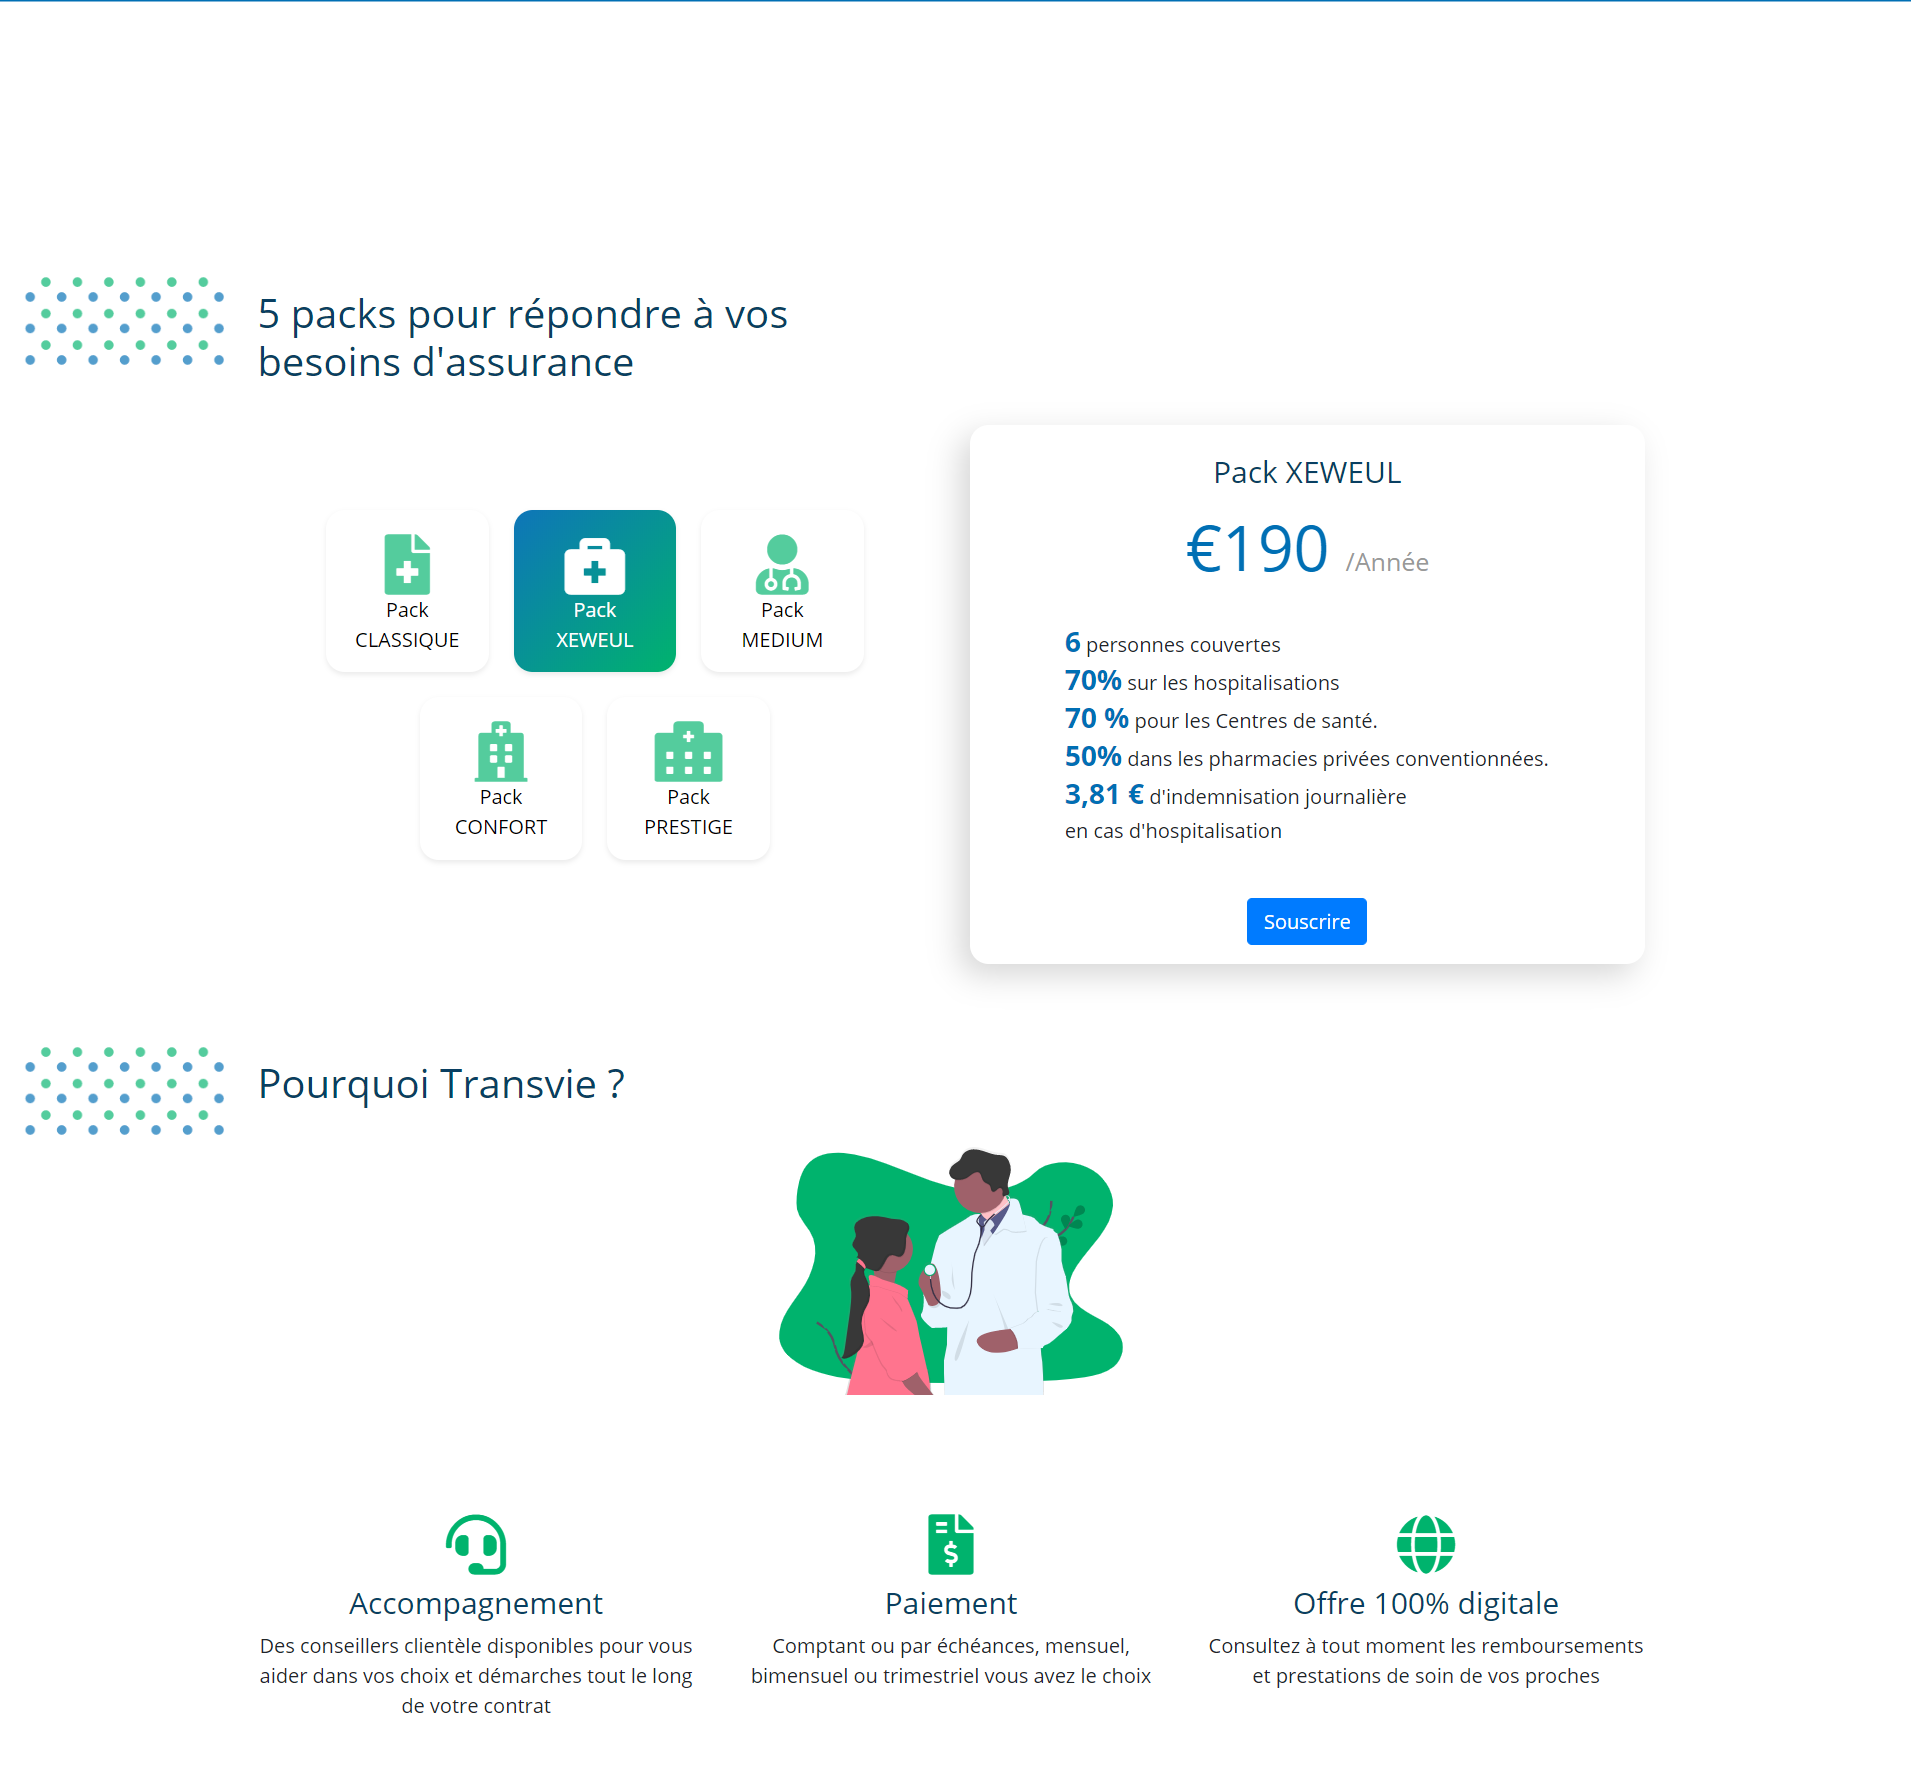 5 packs pour répondre à vos
besoins d'assurance
Pack
CLASSIQUE
Pack
XEWEUL
Pack
MEDIUM
Pack
CONFORT
Pack
PRESTIGE
Pack XEWEUL
€190 /Année
6 personnes couvertes
70% sur les hospitalisations
70 % pour les Centres de santé.
50% dans les pharmacies privées conventionnées.
3,81 € d'indemnisation journalière
en cas d'hospitalisation
Souscrire
Pourquoi Transvie ?
Accompagnement
Des conseillers clientèle disponibles pour vous
aider dans vos choix et démarches tout le long
de votre contrat
Paiement
Comptant ou par échéances, mensuel,
bimensuel ou trimestriel vous avez le choix
Offre 100% digitale
Consultez à tout moment les remboursements
et prestations de soin de vos proches